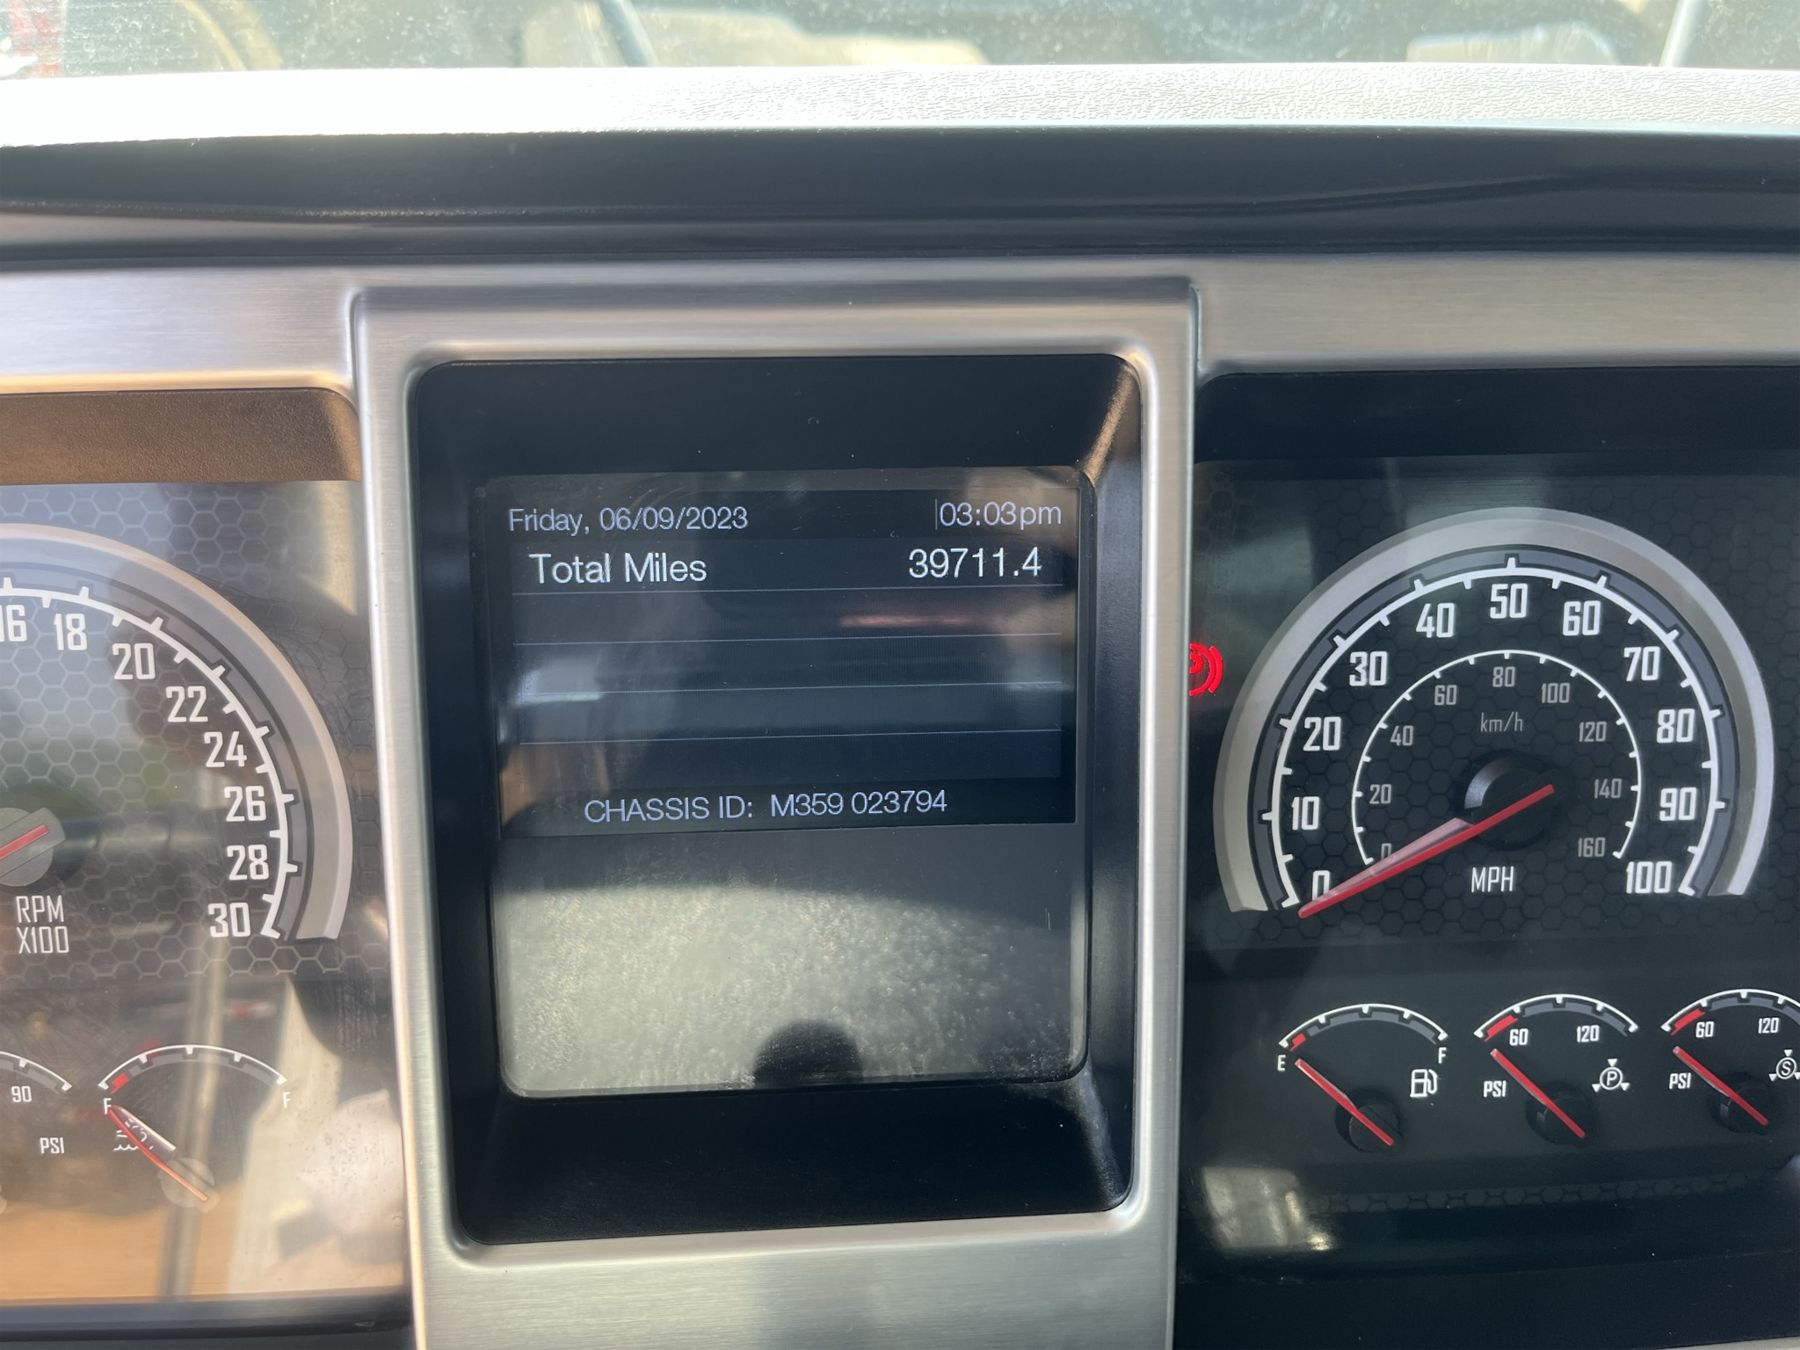 Friday, 06/09/2023 03:03pm
Total Miles 39711.4
CHASSIS ID: M359 023794
16 18 20 22 24 26 28 30
RPM
X100
90
PSI
F
F
0 10 20 30 40 50 60 70 80 90 100
0 20 40 60 80 100 120 140 160
km/h
MPH
E F
60 120
PSI
P
60 120
PSI
S